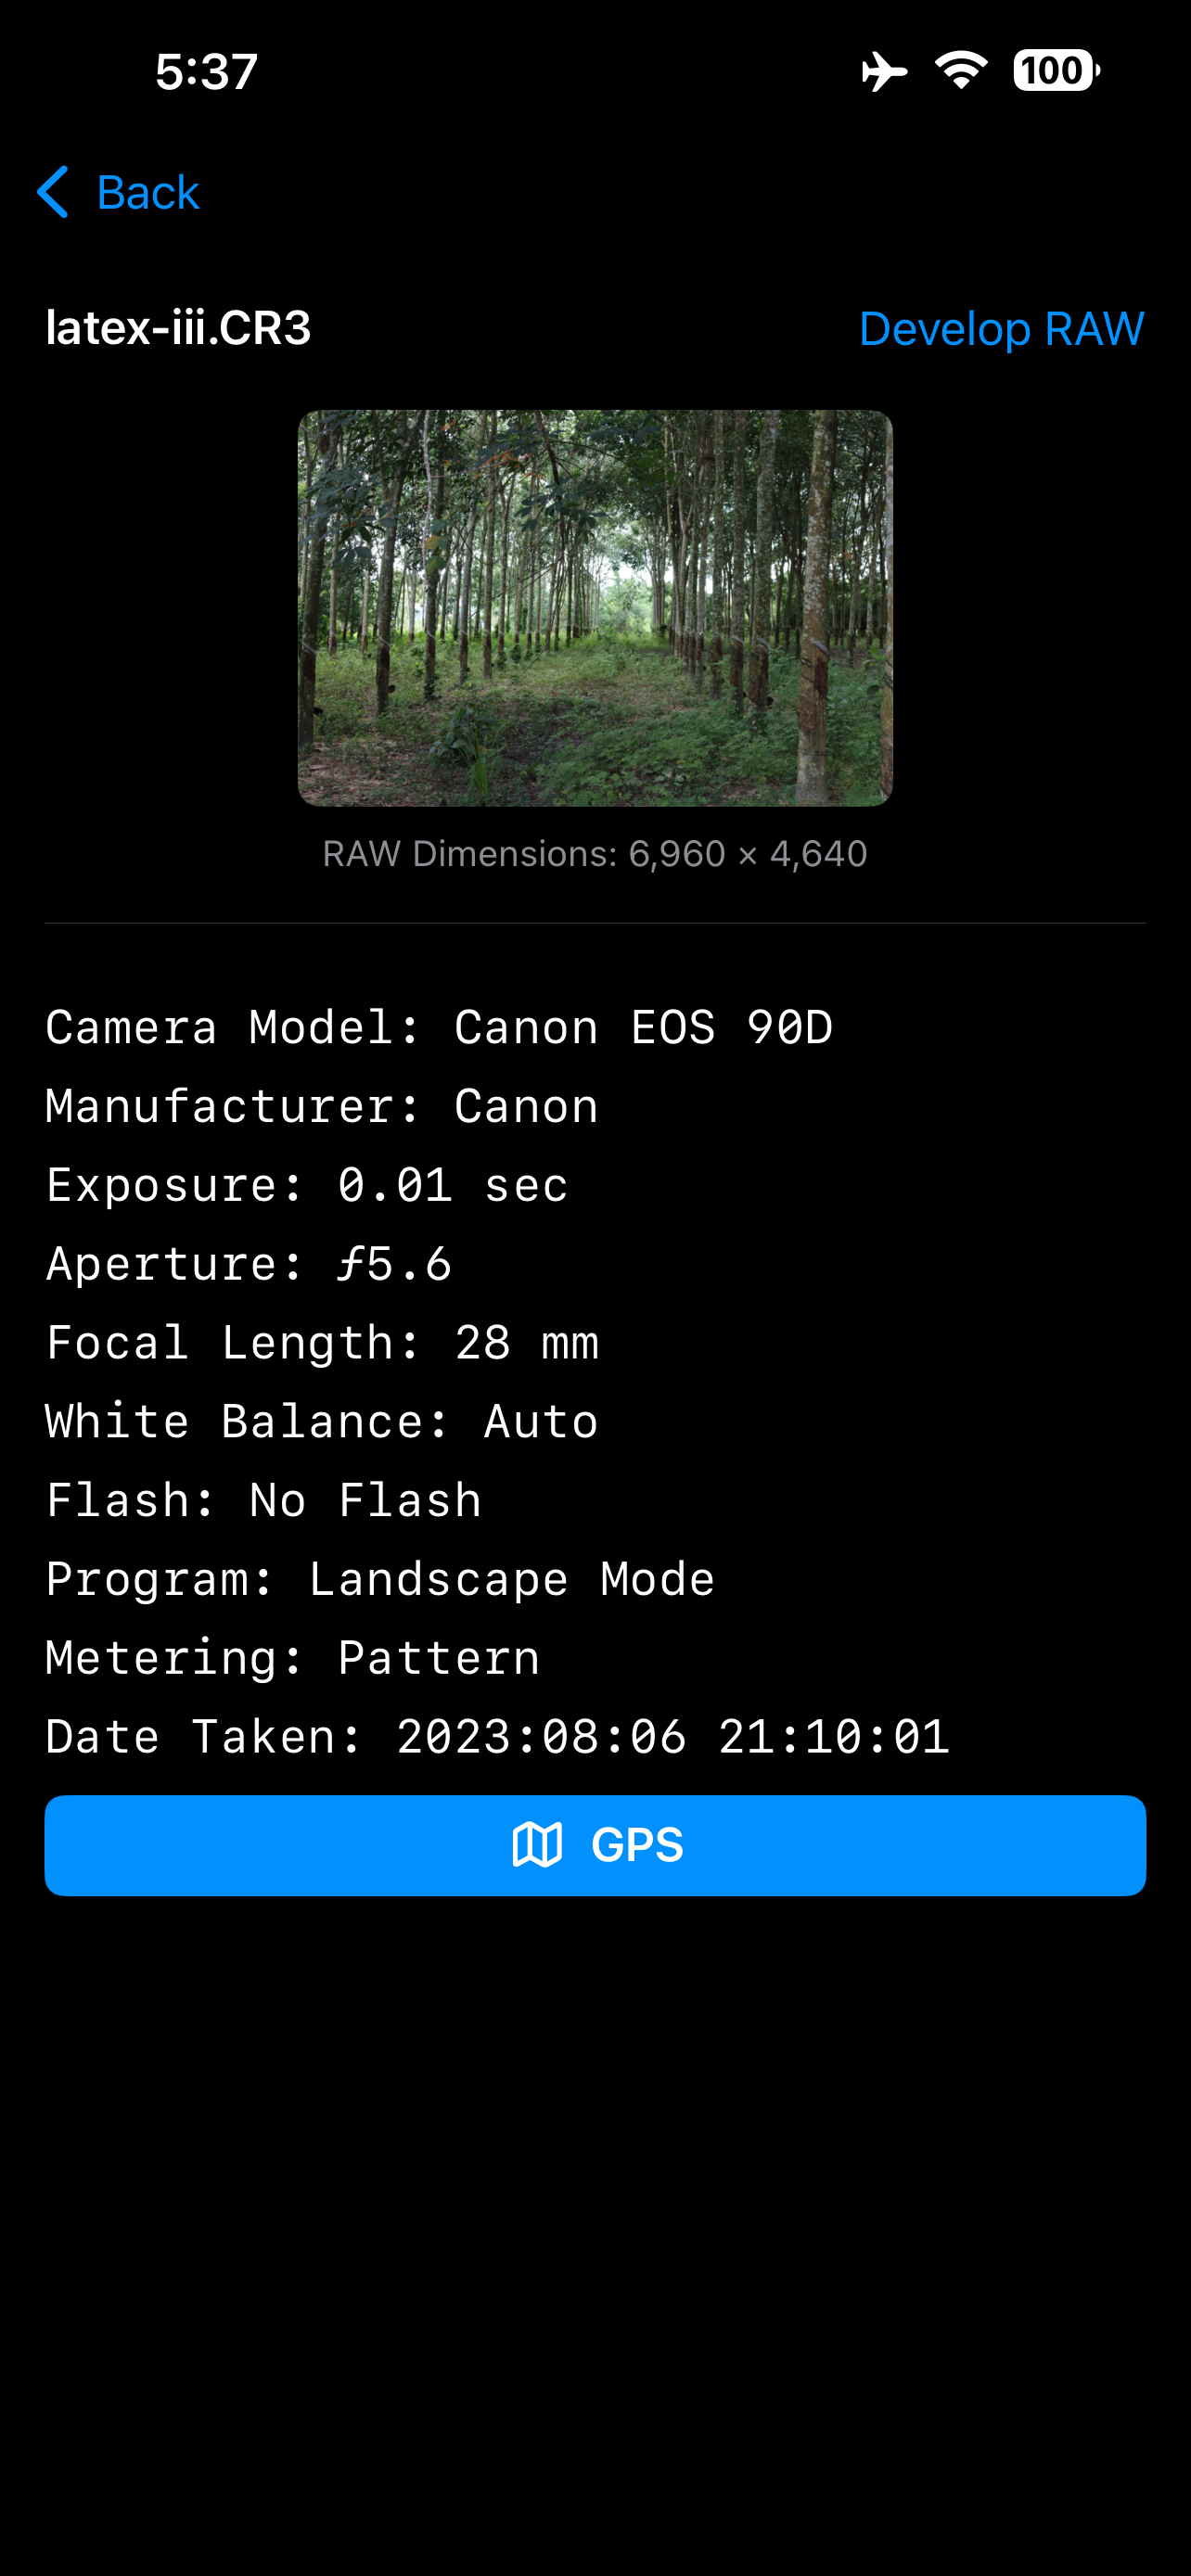 5:37
100
Back
latex-iii.CR3
Develop RAW
RAW Dimensions: 6,960 × 4,640
Camera Model: Canon EOS 90D
Manufacturer: Canon
Exposure: 0.01 sec
Aperture: ƒ5.6
Focal Length: 28 mm
White Balance: Auto
Flash: No Flash
Program: Landscape Mode
Metering: Pattern
Date Taken: 2023:08:06 21:10:01
GPS